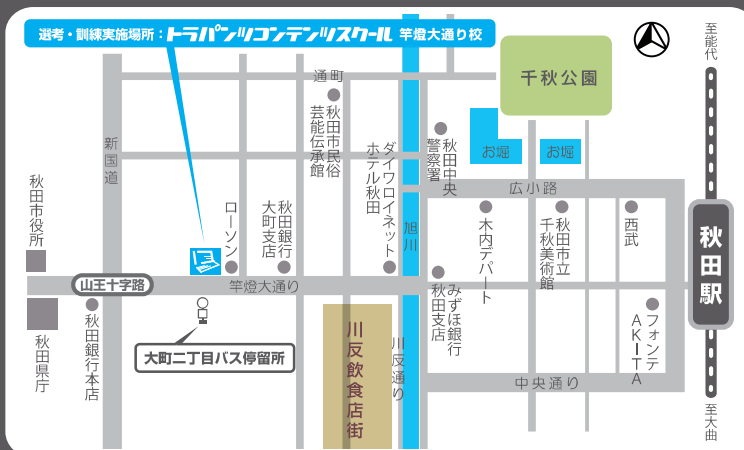 選考・訓練実施場所：トラパンツコンテンツスクール 竿燈大通り校
至能代
千秋公園
通町
新国道
秋田市民俗
芸能伝承館
ダイワロイネット
ホテル秋田
秋田中央
警察署
お堀
お堀
広小路
秋田市役所
ローソン
秋田銀行
大町支店
旭川
木内デパート
秋田市立
千秋美術館
西武
秋田駅
山王十字路
竿燈大通り
みずほ銀行
秋田支店
秋田県庁
秋田銀行本店
大町二丁目バス停留所
川反飲食店街
川反通り
フォンテ
AKITA
中央通り
至大曲